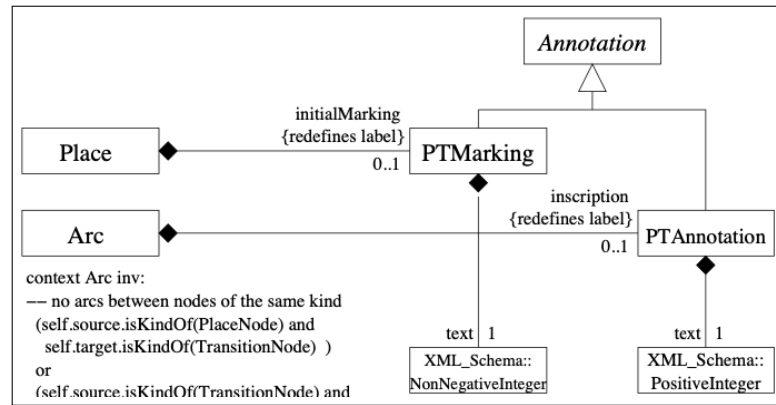 Annotation
initialMarking
{redefines label}
Place
PTMarking
0..1
inscription
{redefines label}
Arc
PTAnnotation
0..1
context Arc inv:
−− no arcs between nodes of the same kind
(self.source.isKindOf(PlaceNode) and
self.target.isKindOf(TransitionNode) )
or
(self.source.isKindOf(TransitionNode) and
text 1
text 1
XML_Schema::
NonNegativeInteger
XML_Schema::
PositiveInteger